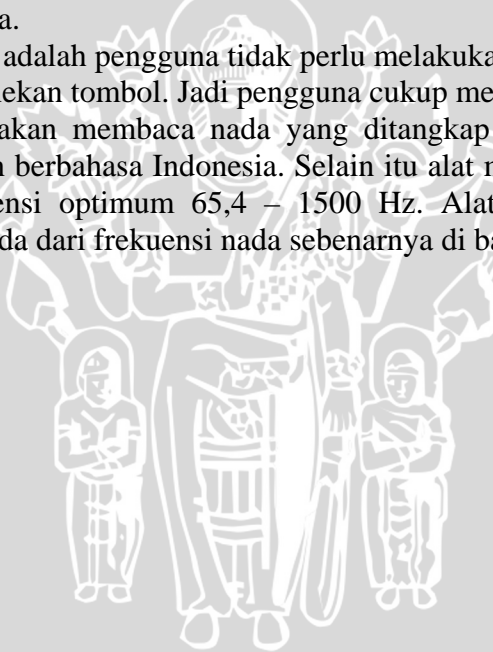 a.
adalah pengguna tidak perlu melakuka
ekan tombol. Jadi pengguna cukup me
akan membaca nada yang ditangkap
berbahasa Indonesia. Selain itu alat
ensi optimum 65,4 – 1500 Hz. Alat
da dari frekuensi nada sebenarnya di ba